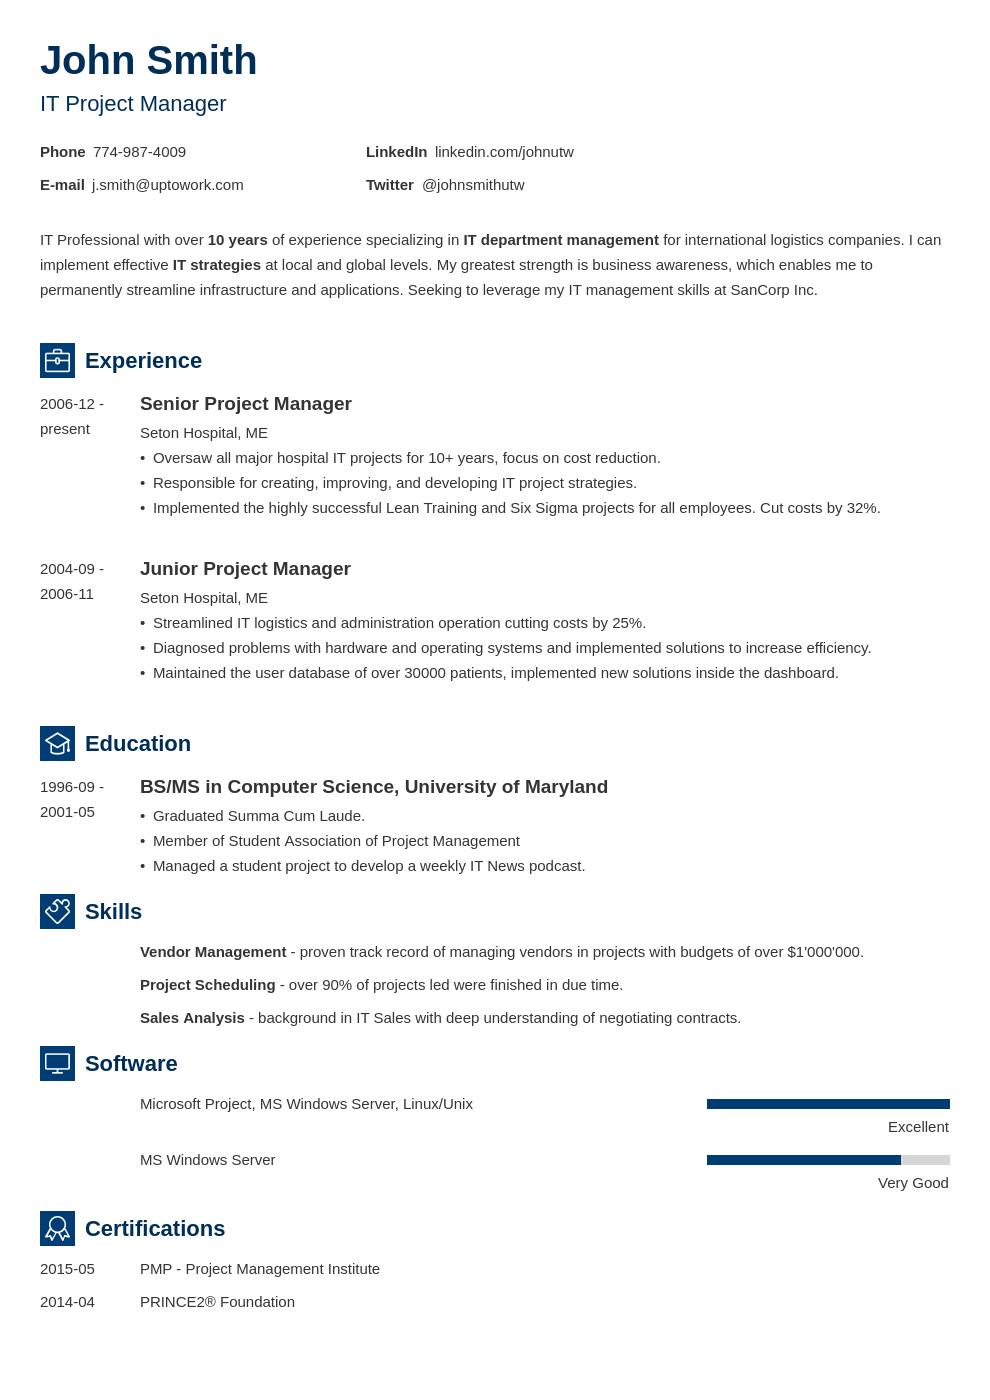 John Smith
IT Project Manager
Phone 774-987-4009 LinkedIn linkedin.com/johnutw
E-mail j.smith@uptowork.com Twitter @johnsmithutw
IT Professional with over 10 years of experience specializing in IT department management for international logistics companies. I can
implement effective IT strategies at local and global levels. My greatest strength is business awareness, which enables me to
permanently streamline infrastructure and applications. Seeking to leverage my IT management skills at SanCorp Inc.
Experience
2006-12 - Senior Project Manager
present Seton Hospital, ME
• Oversaw all major hospital IT projects for 10+ years, focus on cost reduction.
• Responsible for creating, improving, and developing IT project strategies.
• Implemented the highly successful Lean Training and Six Sigma projects for all employees. Cut costs by 32%.
2004-09 - Junior Project Manager
2006-11 Seton Hospital, ME
• Streamlined IT logistics and administration operation cutting costs by 25%.
• Diagnosed problems with hardware and operating systems and implemented solutions to increase efficiency.
• Maintained the user database of over 30000 patients, implemented new solutions inside the dashboard.
Education
1996-09 - BS/MS in Computer Science, University of Maryland
2001-05 • Graduated Summa Cum Laude.
• Member of Student Association of Project Management
• Managed a student project to develop a weekly IT News podcast.
Skills
Vendor Management - proven track record of managing vendors in projects with budgets of over $1'000'000.
Project Scheduling - over 90% of projects led were finished in due time.
Sales Analysis - background in IT Sales with deep understanding of negotiating contracts.
Software
Microsoft Project, MS Windows Server, Linux/Unix
Excellent
MS Windows Server
Very Good
Certifications
2015-05 PMP - Project Management Institute
2014-04 PRINCE2® Foundation